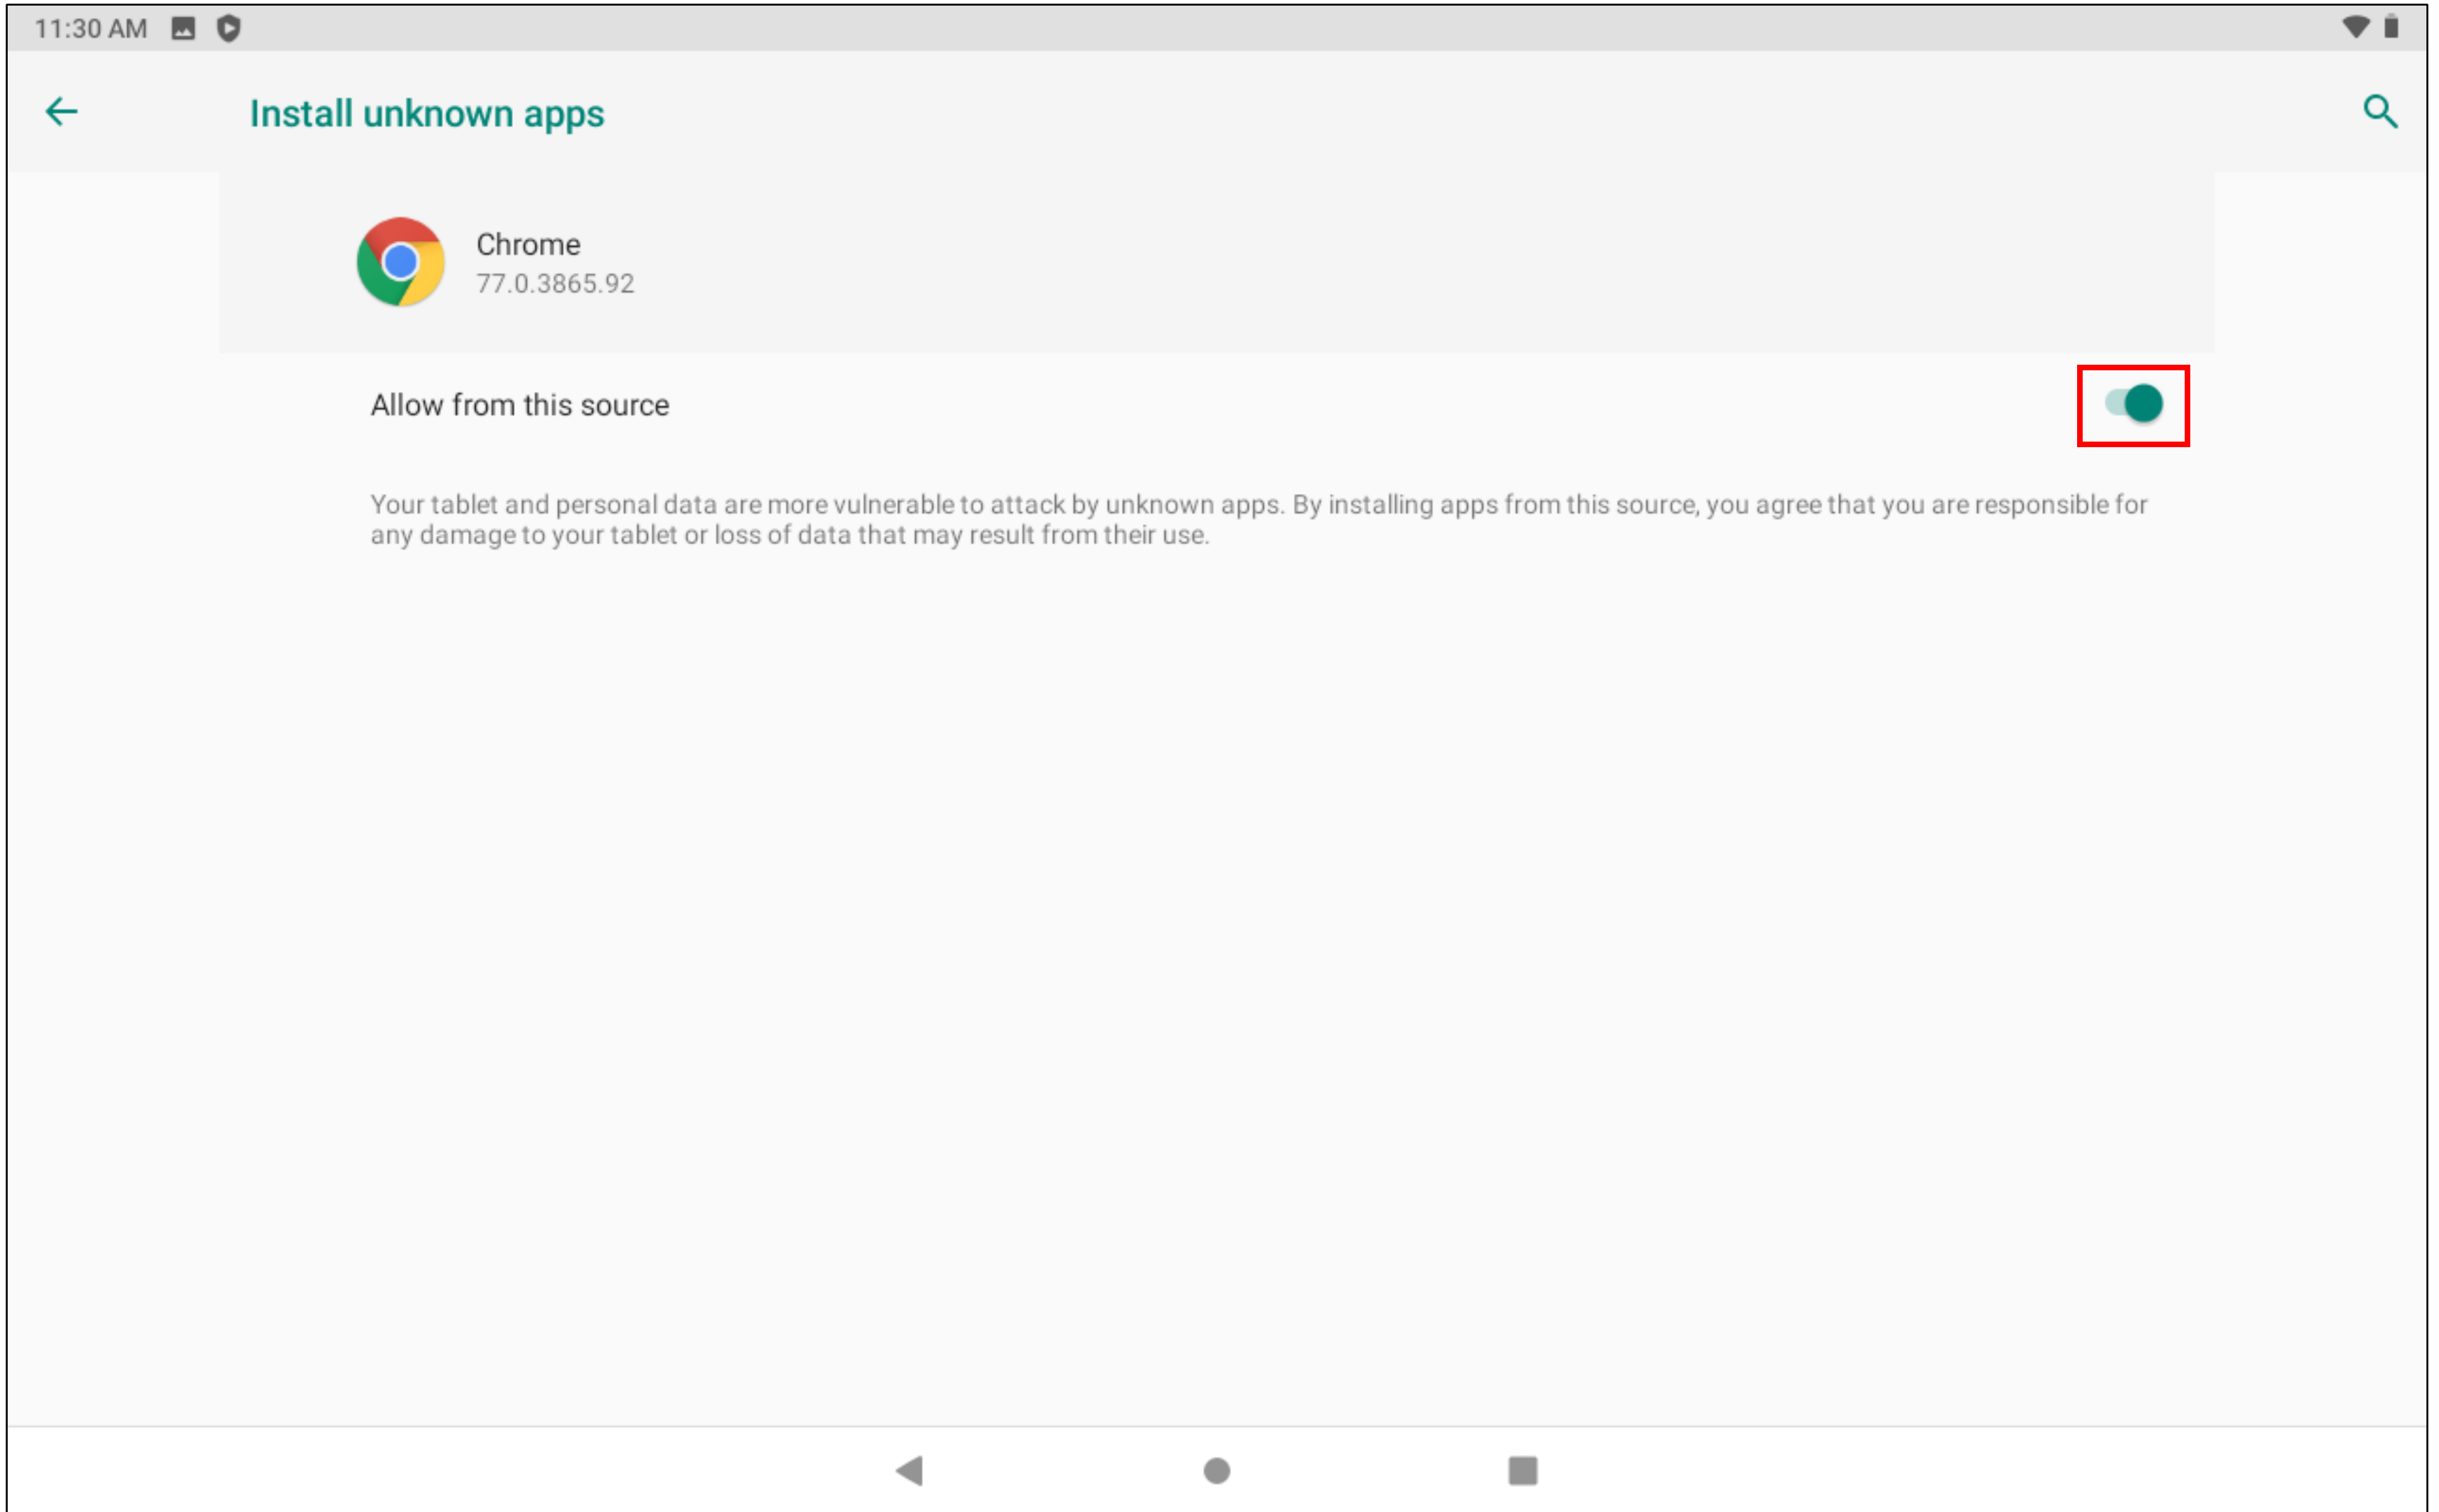 11:30 AM
Install unknown apps
Chrome
77.0.3865.92
Allow from this source
Your tablet and personal data are more vulnerable to attack by unknown apps. By installing apps from this source, you agree that you are responsible for
any damage to your tablet or loss of data that may result from their use.